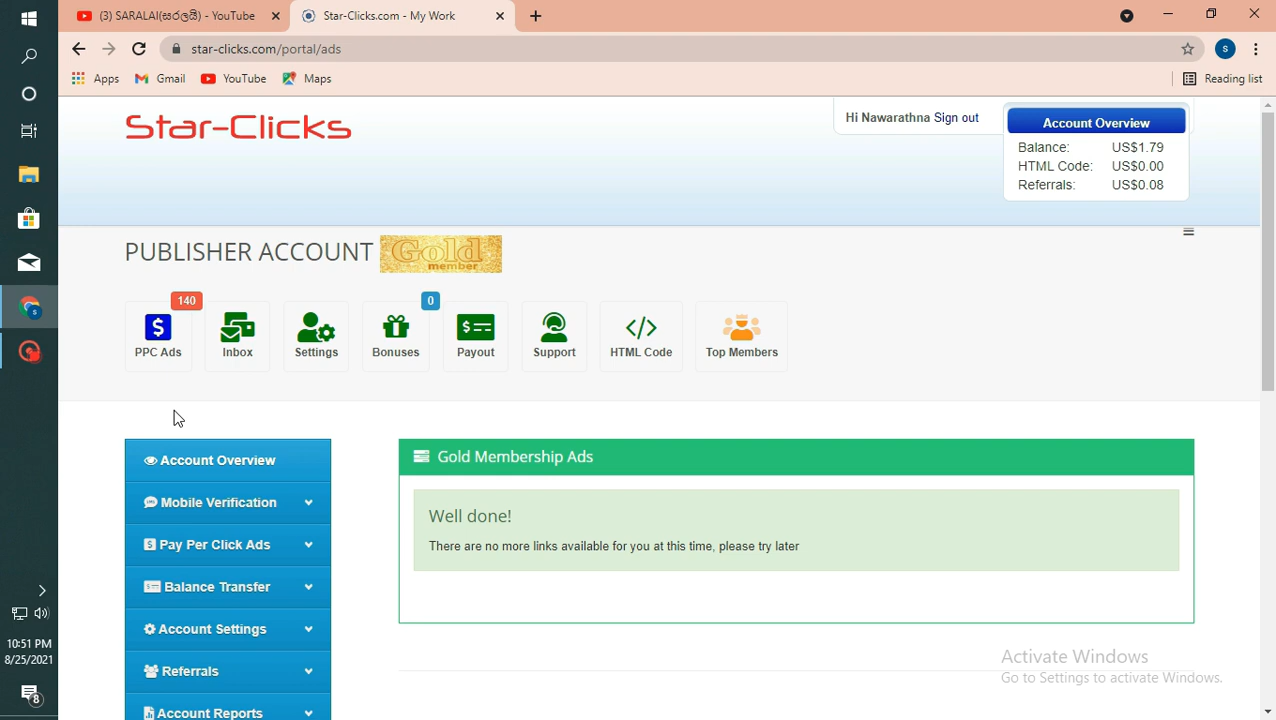 (3) SARALAI(සරලයි) - YouTube
Star-Clicks.com - My Work
star-clicks.com/portal/ads
S
Apps
Gmail
YouTube
Maps
Reading list
Star-Clicks
Hi Nawarathna Sign out
Account Overview
Balance: US$1.79
HTML Code: US$0.00
Referrals: US$0.08
PUBLISHER ACCOUNT Gold member
140
0
PPC Ads
Inbox
Settings
Bonuses
Payout
Support
HTML Code
Top Members
Account Overview
Mobile Verification
Pay Per Click Ads
Balance Transfer
Account Settings
Referrals
Account Reports
Gold Membership Ads
Well done!
There are no more links available for you at this time, please try later
Activate Windows
Go to Settings to activate Windows.
10:51 PM
8/25/2021
8